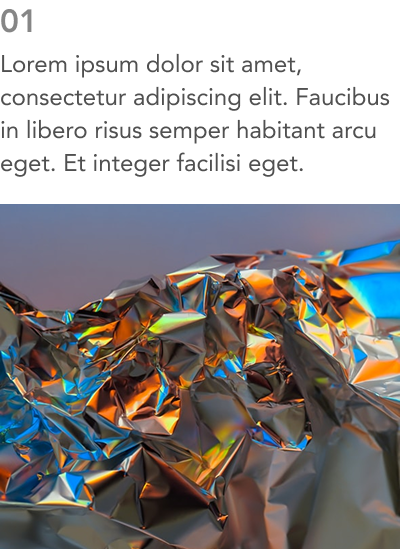 01
Lorem ipsum dolor sit amet,
consectetur adipiscing elit. Faucibus
in libero risus semper habitant arcu
eget. Et integer facilisi eget.